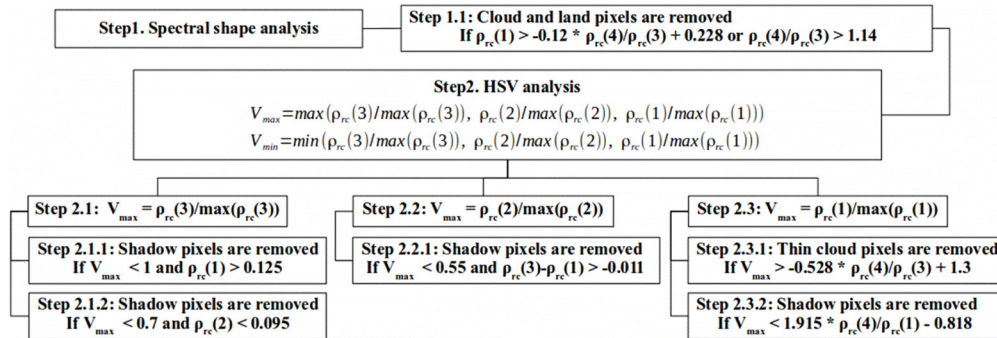 Step1. Spectral shape analysis
Step 1.1: Cloud and land pixels are removed
If ρrc(1) > -0.12 * ρrc(4)/ρrc(3) + 0.228 or ρrc(4)/ρrc(3) > 1.14
Step2. HSV analysis
Vmax=max(ρrc(3)/max(ρrc(3)), ρrc(2)/max(ρrc(2)), ρrc(1)/max(ρrc(1)))
Vmin=min(ρrc(3)/max(ρrc(3)), ρrc(2)/max(ρrc(2)), ρrc(1)/max(ρrc(1)))
Step 2.1: Vmax = ρrc(3)/max(ρrc(3))
Step 2.1.1: Shadow pixels are removed
If Vmax < 1 and ρrc(1) > 0.125
Step 2.1.2: Shadow pixels are removed
If Vmax < 0.7 and ρrc(2) < 0.095
Step 2.2: Vmax = ρrc(2)/max(ρrc(2))
Step 2.2.1: Shadow pixels are removed
If Vmax < 0.55 and ρrc(3)-ρrc(1) > -0.011
Step 2.3: Vmax = ρrc(1)/max(ρrc(1))
Step 2.3.1: Thin cloud pixels are removed
If Vmax > -0.528 * ρrc(4)/ρrc(3) + 1.3
Step 2.3.2: Shadow pixels are removed
If Vmax < 1.915 * ρrc(4)/ρrc(1) - 0.818